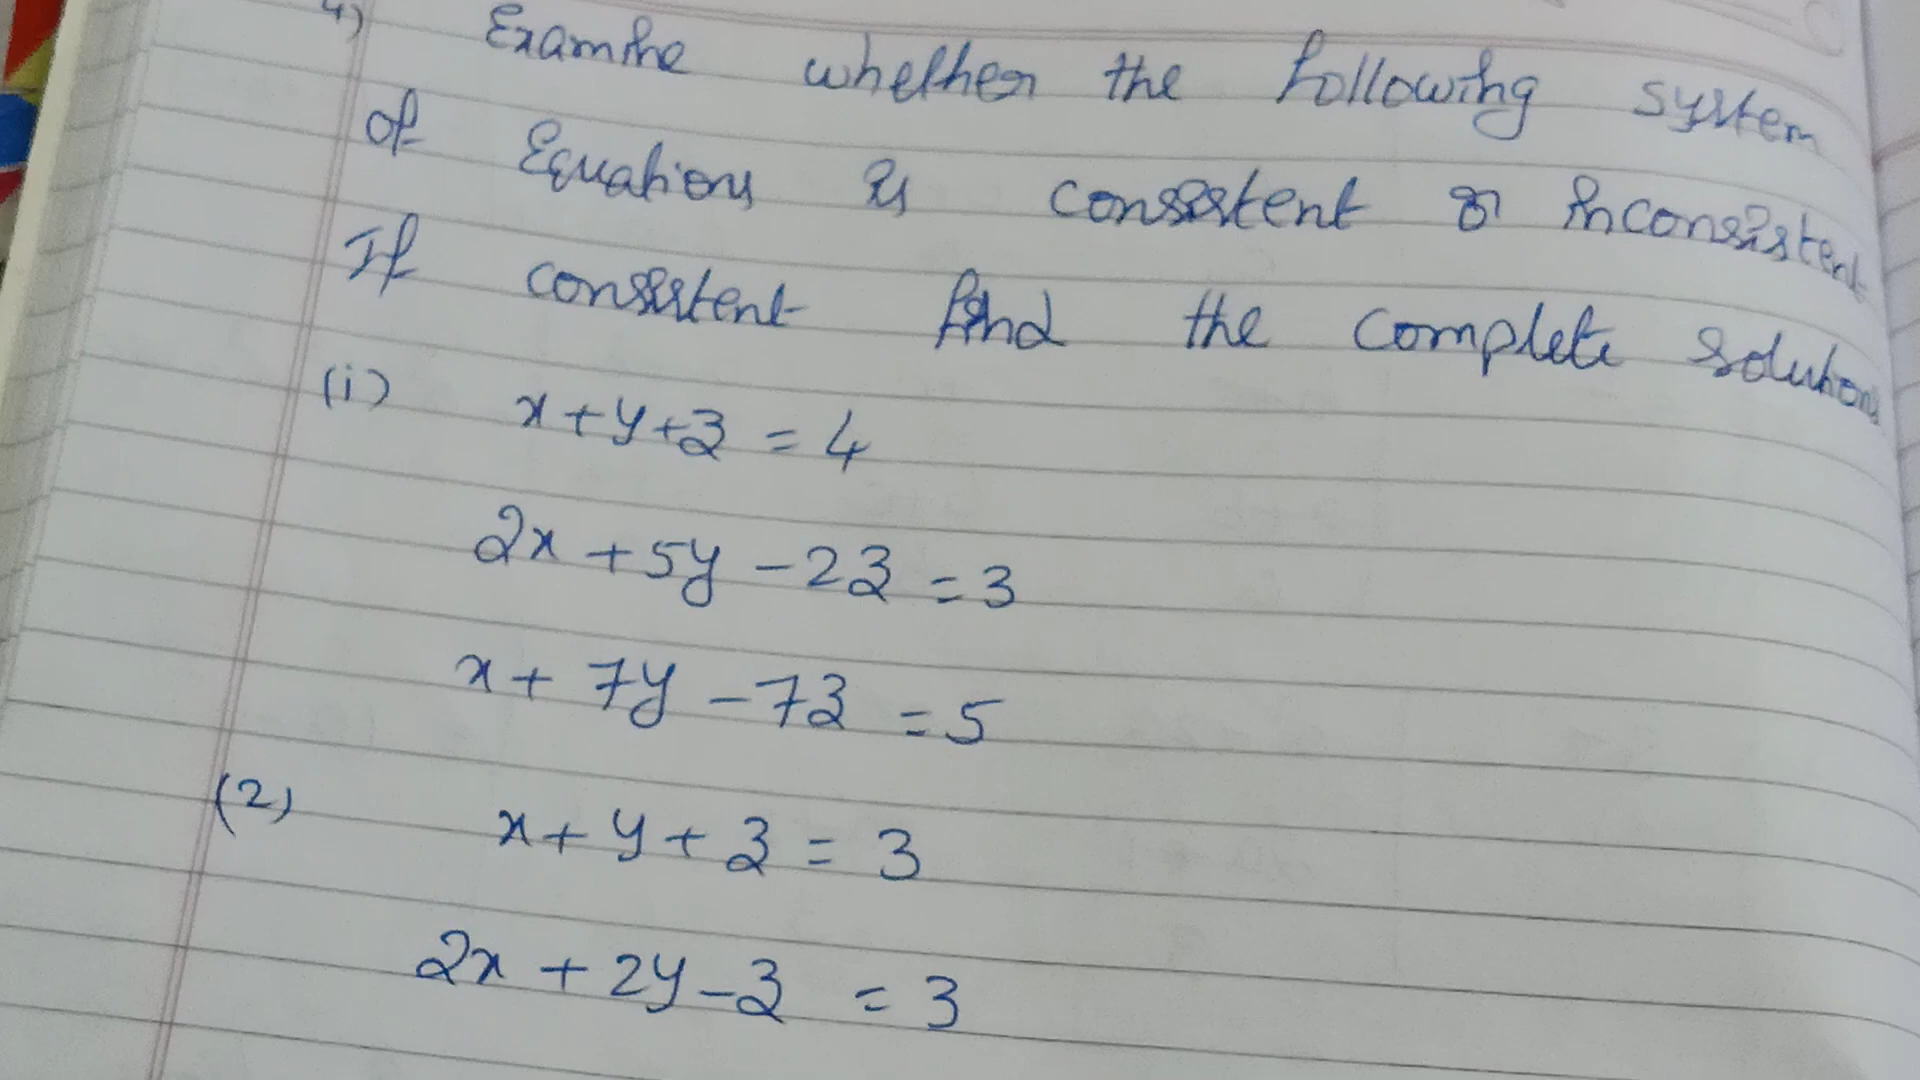 4) Examine whether the following system
of Equations is consistent or inconsistent
If consistent find the complete solutions
(i) x+y+z = 4
2x +5y -2z = 3
x+ 7y -7z = 5
(2) x+y+z = 3
2x + 2y -z = 3